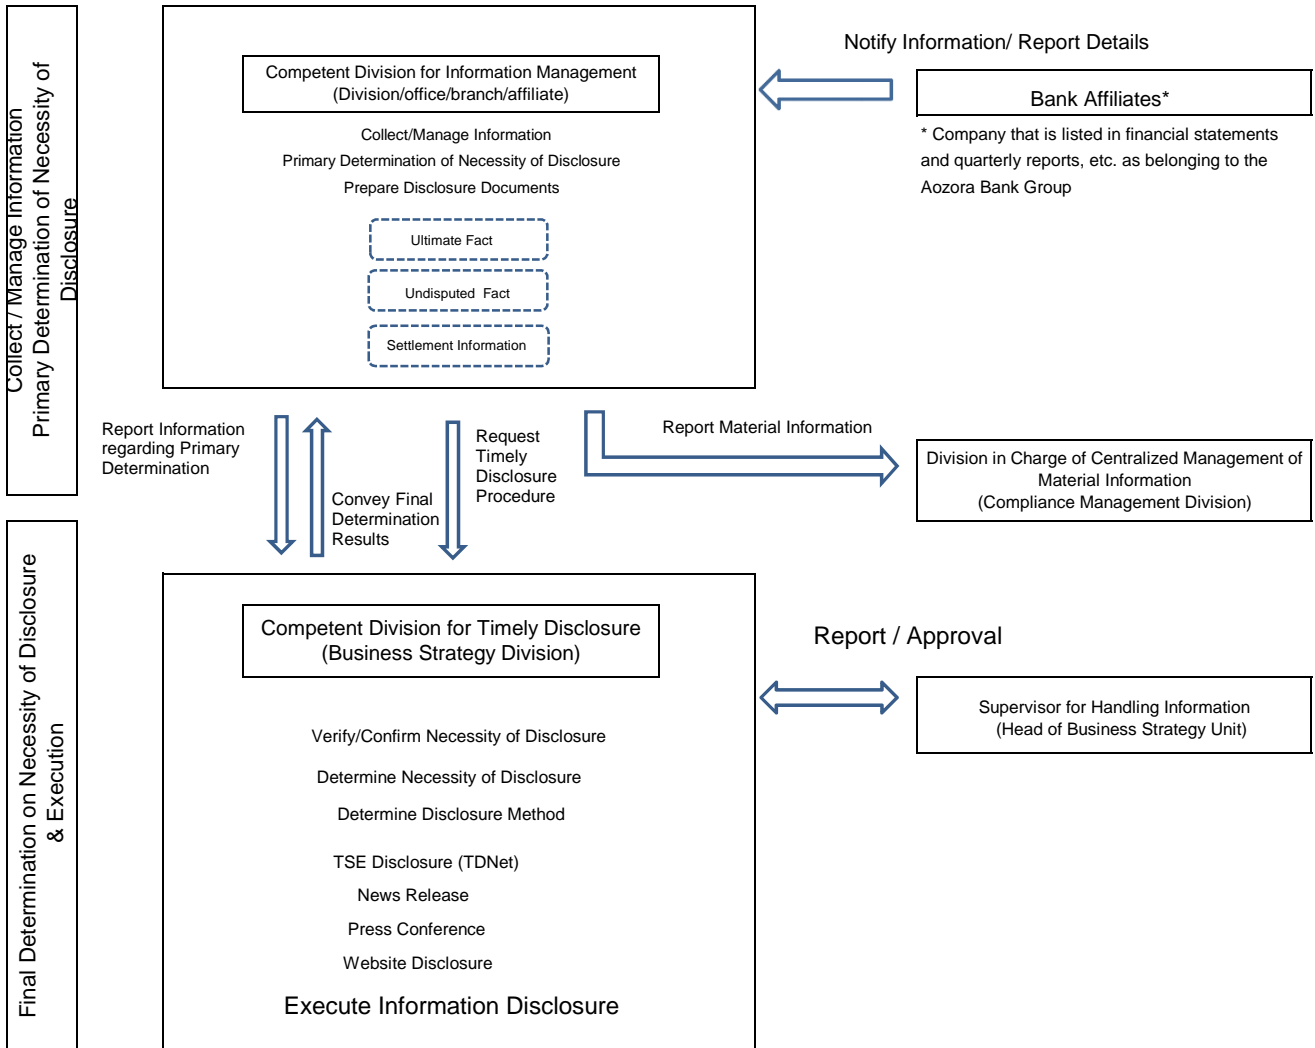 Collect / Manage Information
Primary Determination of Necessity of
Disclosure
Competent Division for Information Management
(Division/office/branch/affiliate)
Collect/Manage Information
Primary Determination of Necessity of Disclosure
Prepare Disclosure Documents
Ultimate Fact
Undisputed Fact
Settlement Information
Notify Information/ Report Details
Bank Affiliates*
* Company that is listed in financial statements
and quarterly reports, etc. as belonging to the
Aozora Bank Group
Report Information
regarding Primary
Determination
Convey Final
Determination
Results
Request
Timely
Disclosure
Procedure
Report Material Information
Division in Charge of Centralized Management of
Material Information
(Compliance Management Division)
Final Determination on Necessity of Disclosure
& Execution
Competent Division for Timely Disclosure
(Business Strategy Division)
Verify/Confirm Necessity of Disclosure
Determine Necessity of Disclosure
Determine Disclosure Method
TSE Disclosure (TDNet)
News Release
Press Conference
Website Disclosure
Execute Information Disclosure
Report / Approval
Supervisor for Handling Information
(Head of Business Strategy Unit)